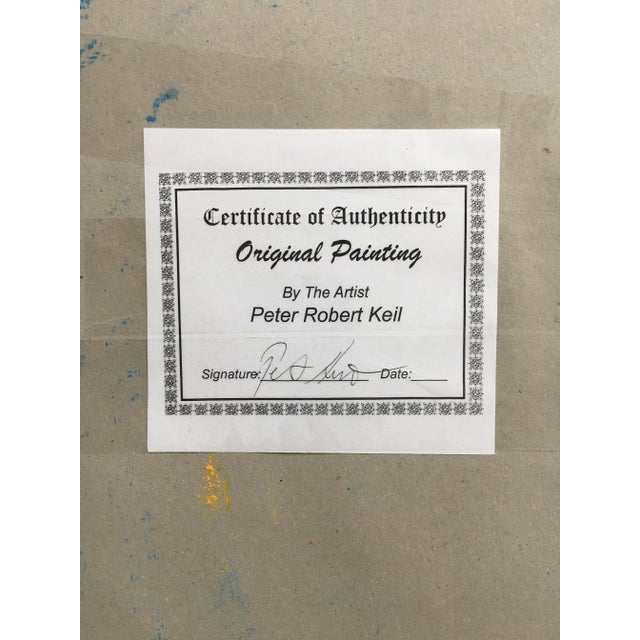 Certificate of Authenticity
Original Painting
By The Artist
Peter Robert Keil
Signature: Date: